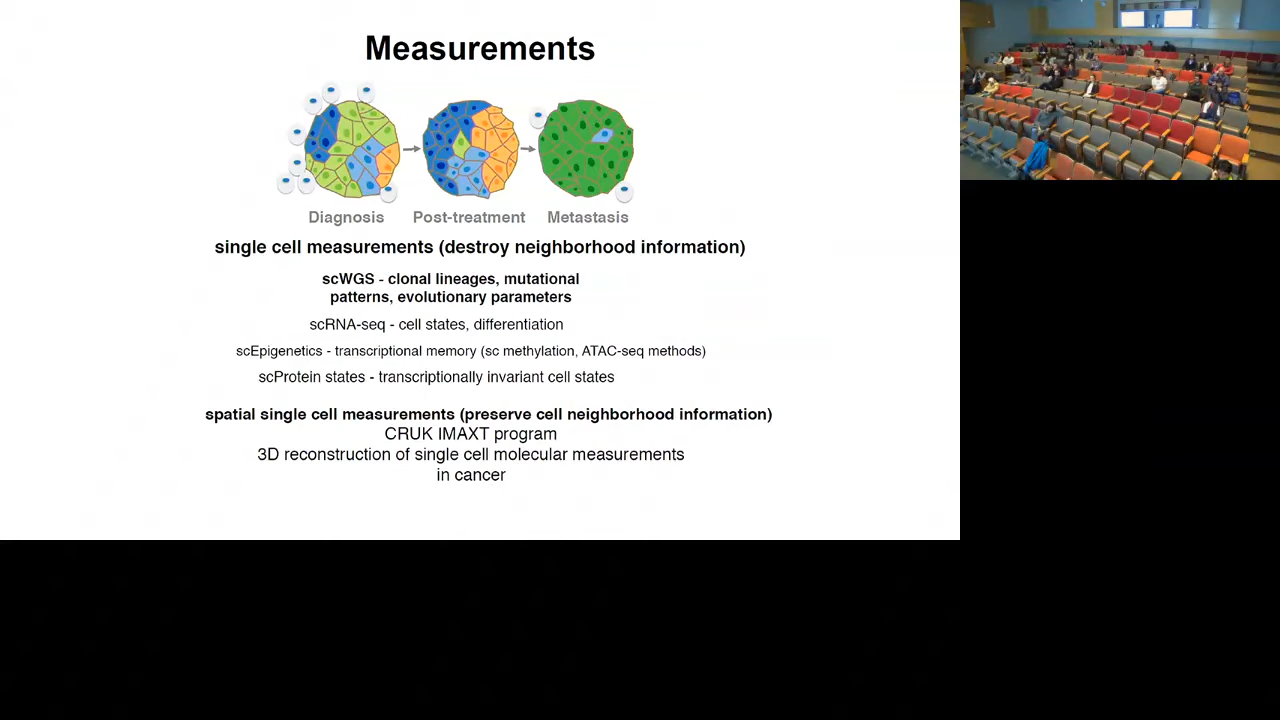 Measurements
Diagnosis Post-treatment Metastasis
single cell measurements (destroy neighborhood information)
scWGS - clonal lineages, mutational
patterns, evolutionary parameters
scRNA-seq - cell states, differentiation
scEpigenetics - transcriptional memory (sc methylation, ATAC-seq methods)
scProtein states - transcriptionally invariant cell states
spatial single cell measurements (preserve cell neighborhood information)
CRUK IMAXT program
3D reconstruction of single cell molecular measurements
in cancer